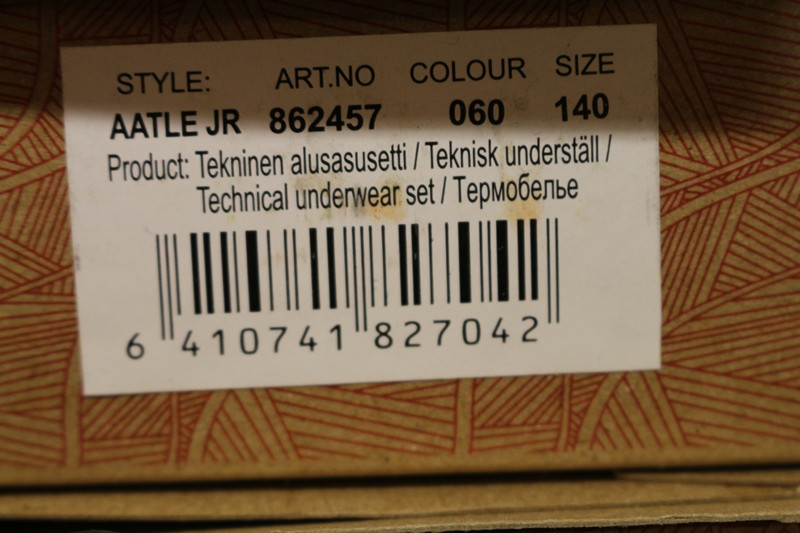 STYLE: ART.NO COLOUR SIZE
AATLE JR 862457 060 140
Product: Tekninen alusasusetti / Teknisk underställ /
Technical underwear set / Термобелье
6 410741 827042